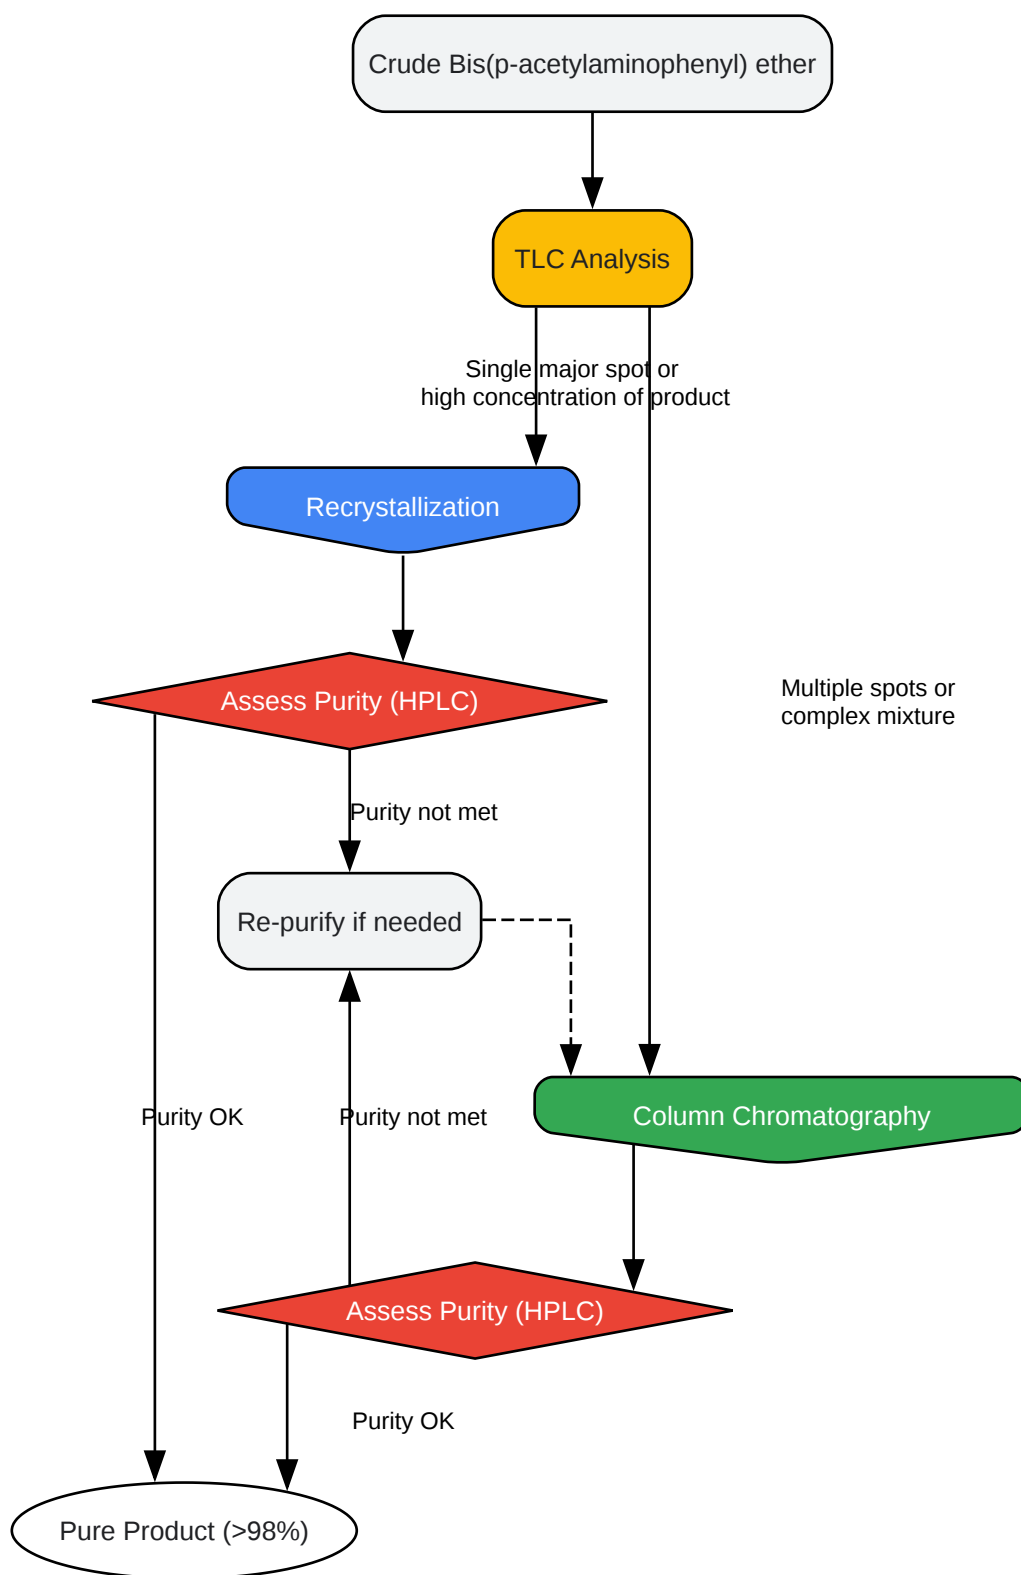 Crude Bis(p-acetylaminophenyl) ether
TLC Analysis
Single major spot or
high concentration of product
Recrystallization
Multiple spots or
complex mixture
Assess Purity (HPLC)
Purity not met
Re-purify if needed
Purity OK
Purity not met
Column Chromatography
Assess Purity (HPLC)
Purity OK
Pure Product (>98%)